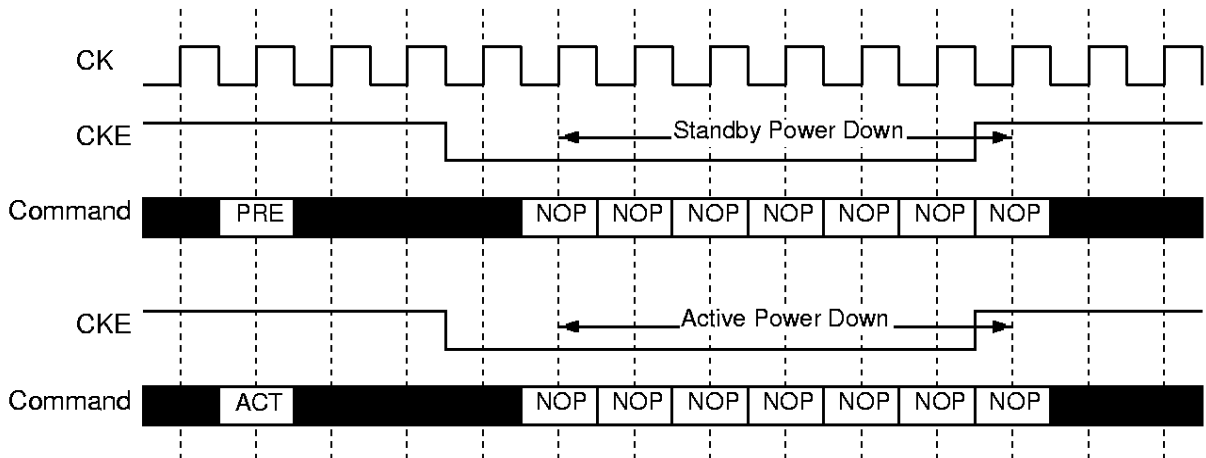 CK
CKE
Standby Power Down
Command PRE NOP NOP NOP NOP NOP NOP NOP
CKE
Active Power Down
Command ACT NOP NOP NOP NOP NOP NOP NOP